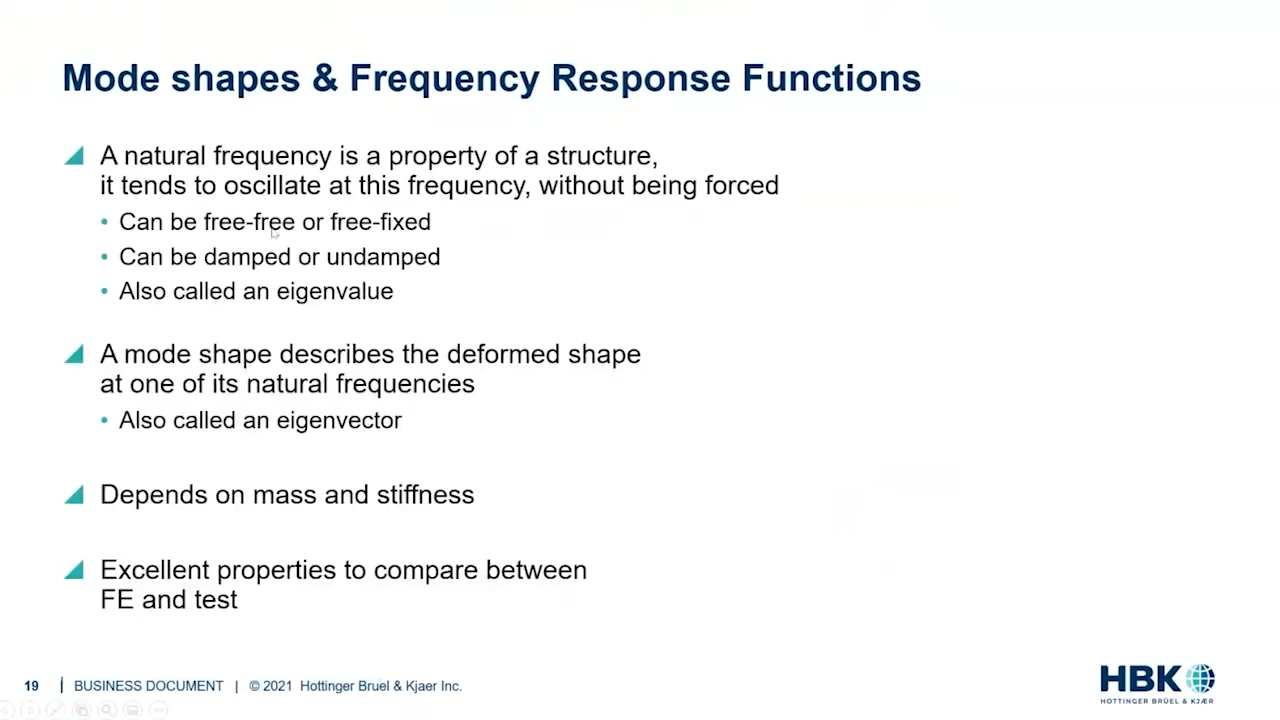 Mode shapes & Frequency Response Functions
A natural frequency is a property of a structure,
it tends to oscillate at this frequency, without being forced
• Can be free-free or free-fixed
• Can be damped or undamped
• Also called an eigenvalue
A mode shape describes the deformed shape
at one of its natural frequencies
• Also called an eigenvector
Depends on mass and stiffness
Excellent properties to compare between
FE and test
19 | BUSINESS DOCUMENT | © 2021 Hottinger Bruel & Kjaer Inc.
HBK
HOTTINGER BRÜEL & KJÆR